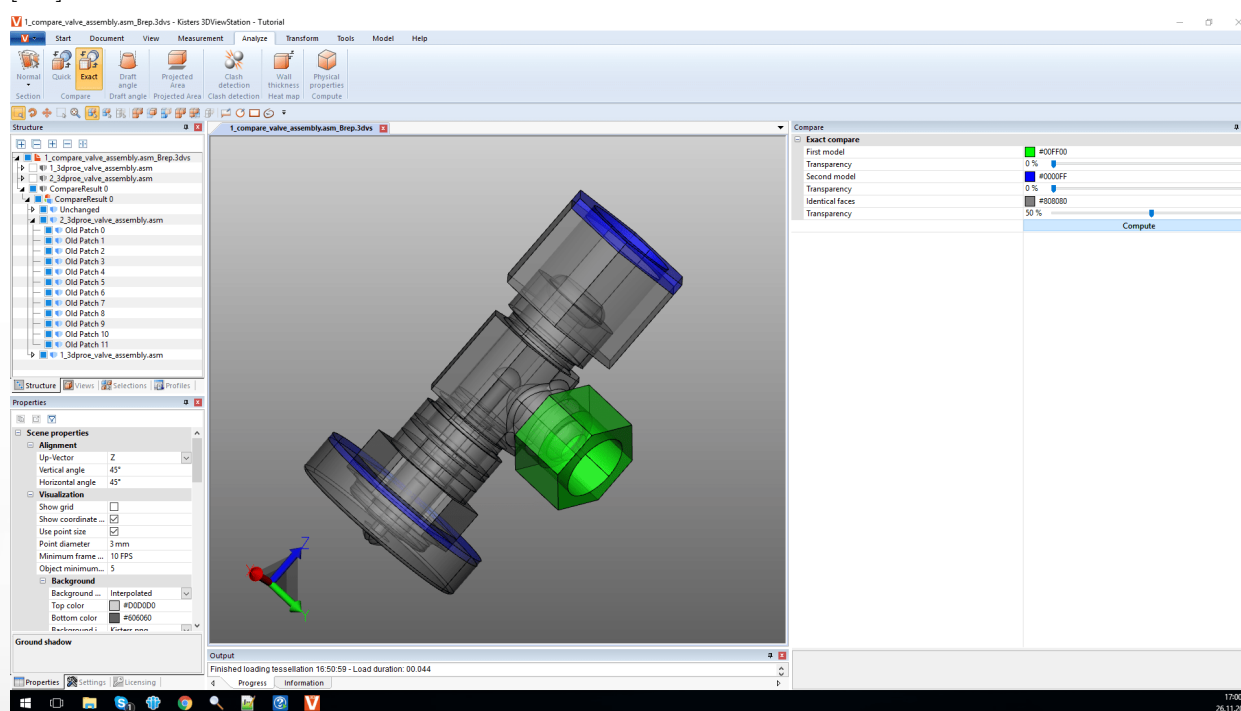 1_compare_valve_assembly.asm_Brep.3dvs - Kisters 3DViewStation - Tutorial
Start Document View Measurement Analyze Transform Tools Model Help
Normal Quick Exact Draft angle Projected Area Clash detection Wall thickness Physical properties
Section Compare Draft angle Projected Area Clash detection Heat map Compute
Structure
1_compare_valve_assembly.asm_Brep.3dvs
1_3dproe_valve_assembly.asm
2_3dproe_valve_assembly.asm
CompareResult 0
CompareResult 0
Unchanged
2_3dproe_valve_assembly.asm
Old Patch 0
Old Patch 1
Old Patch 2
Old Patch 3
Old Patch 4
Old Patch 5
Old Patch 6
Old Patch 7
Old Patch 8
Old Patch 9
Old Patch 10
Old Patch 11
1_3dproe_valve_assembly.asm
Structure Views Selections Profiles
Properties
Scene properties
Alignment
Up-Vector Z
Vertical angle 45°
Horizontal angle 45°
Visualization
Show grid
Show coordinate ...
Use point size
Point diameter 3 mm
Minimum frame ... 10 FPS
Object minimum... 5
Background
Background ... Interpolated
Top color #D0D0D0
Bottom color #606060
Ground shadow
Properties Settings Licensing
1_compare_valve_assembly.asm_Brep.3dvs
Z
Y
Output
Finished loading tessellation 16:50:59 - Load duration: 00.044
Progress Information
Compare
Exact compare
First model #00FF00
Transparency 0 %
Second model #0000FF
Transparency 0 %
Identical faces #808080
Transparency 50 %
Compute
17:00
26.11.20